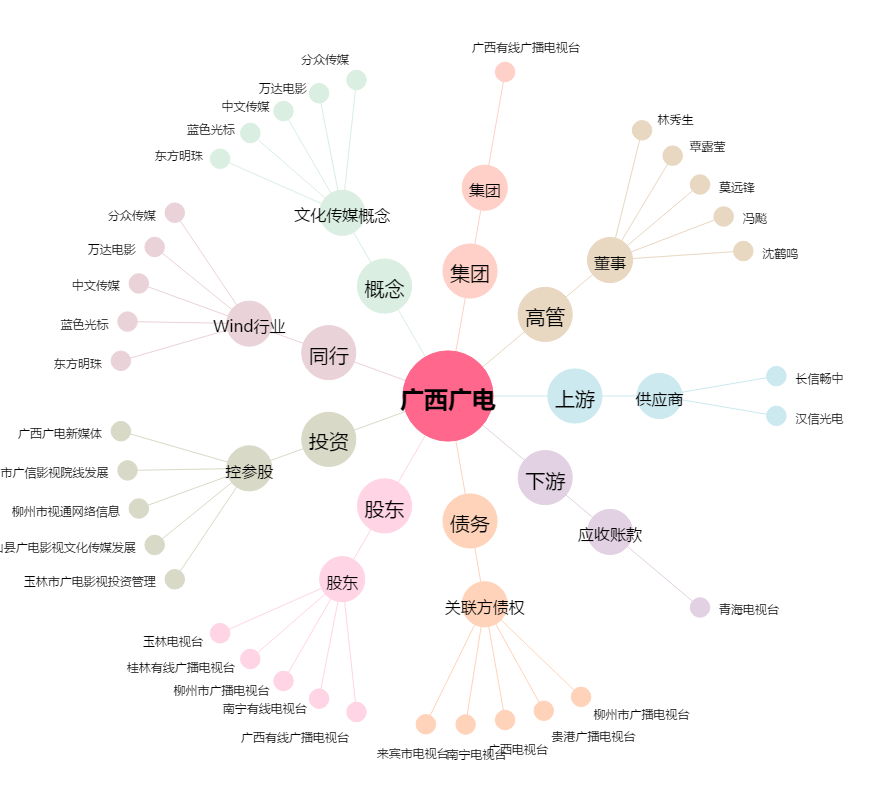 广西有线广播电视台
集团
集团
林秀生
覃露莹
莫远锋
冯彪
沈鹤鸣
董事
高管
长信畅中
汉信光电
供应商
上游
下游
应收账款
青海电视台
债务
关联方债权
柳州市广播电视台
贵港广播电视台
广西电视台
南宁电视台
来宾市电视台
股东
股东
玉林电视台
桂林有线广播电视台
柳州市广播电视台
南宁有线电视台
广西有线广播电视台
投资
控参股
广西广电新媒体
市广信影视院线发展
柳州市视通网络信息
山县广电影视文化传媒发展
玉林市广电影视投资管理
同行
Wind行业
分众传媒
万达电影
中文传媒
蓝色光标
东方明珠
概念
文化传媒概念
分众传媒
万达电影
中文传媒
蓝色光标
东方明珠
广西广电